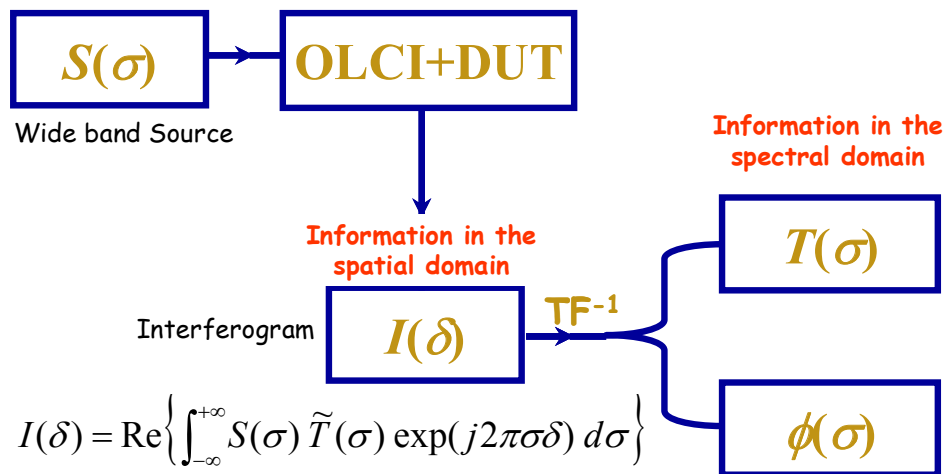 S(σ)
OLCI+DUT
Wide band Source
Information in the
spectral domain
Information in the
spatial domain
T(σ)
TF⁻¹
Interferogram
I(δ)
I(δ) = Re{∫_{-∞}^{+∞} S(σ) T̃(σ) exp(j2πσδ) dσ}
ϕ(σ)